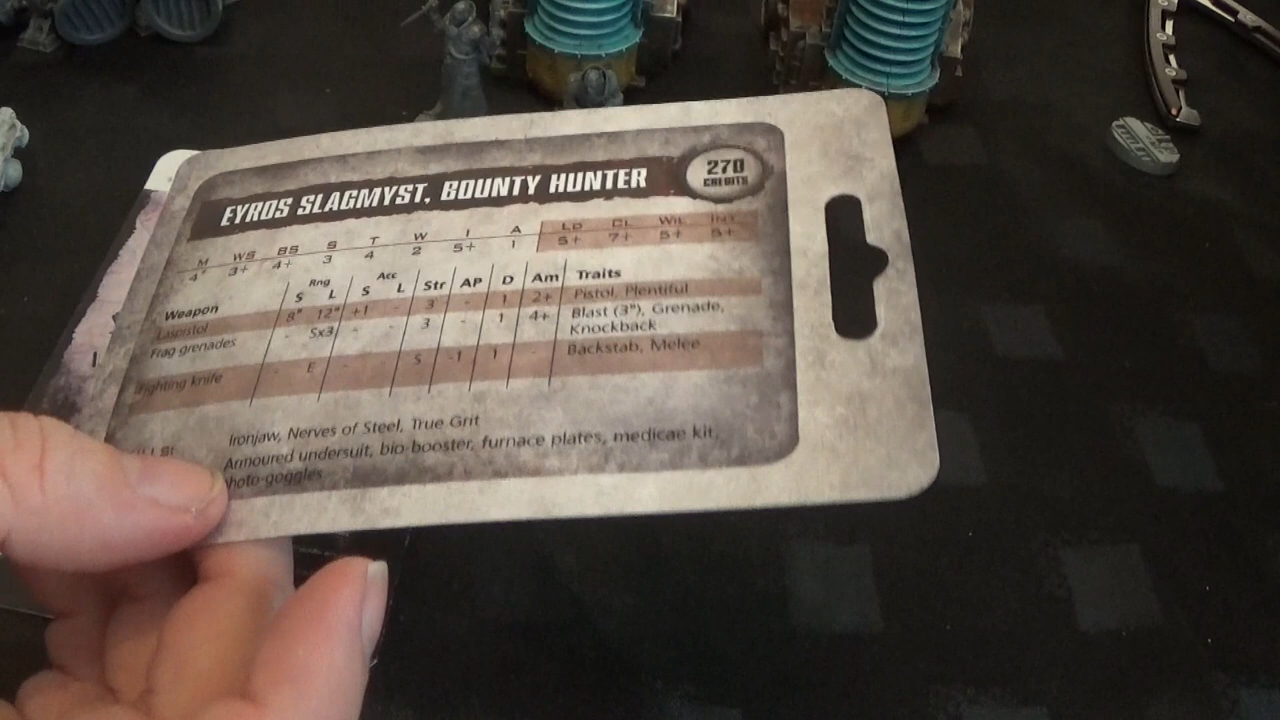 EYROS SLAGMYST, BOUNTY HUNTER
270
CREDITS
M WS BS S T W I A LD CL WIL INT
4" 3+ 4+ 3 4 2 5+ 1 5+ 7+ 5+ 5+
Rng Acc
Weapon S L S L Str AP D Am Traits
Laspistol 8" 12" +1 - 3 - 1 2+ Pistol, Plentiful
Frag grenades - Sx3 - - 3 - 1 4+ Blast (3"), Grenade,
Knockback
Fighting knife - E - - S -1 1 - Backstab, Melee
Ironjaw, Nerves of Steel, True Grit
Armoured undersuit, bio-booster, furnace plates, medicae kit,
photo-goggles